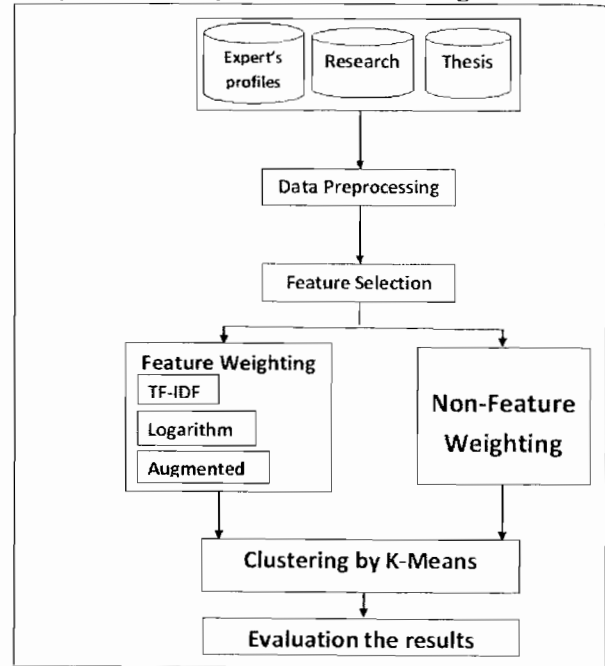 Expert's
profiles
Research
Thesis
Data Preprocessing
Feature Selection
Feature Weighting
TF-IDF
Logarithm
Augmented
Non-Feature
Weighting
Clustering by K-Means
Evaluation the results